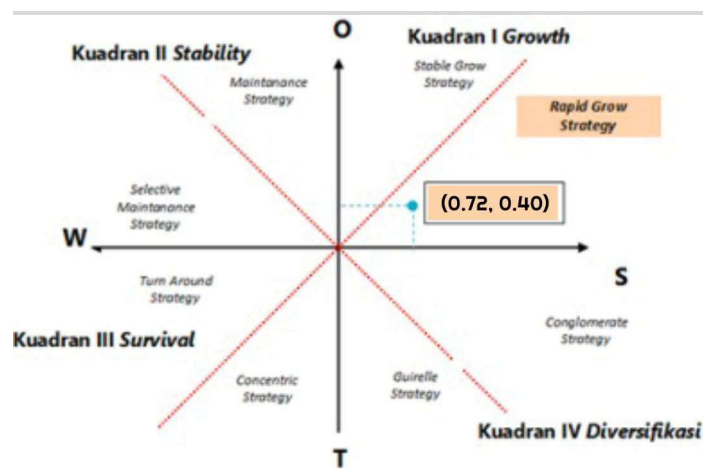 O
Kuadran I Growth
Kuadran II Stability
Stable Grow
Strategy
Maintanance
Strategy
Rapid Grow
Strategy
Selective
Maintanance
Strategy
(0.72, 0.40)
W
S
Turn Around
Strategy
Kuadran III Survival
Conglomerate
Strategy
Concentric
Strategy
Guirelle
Strategy
Kuadran IV Diversifikasi
T